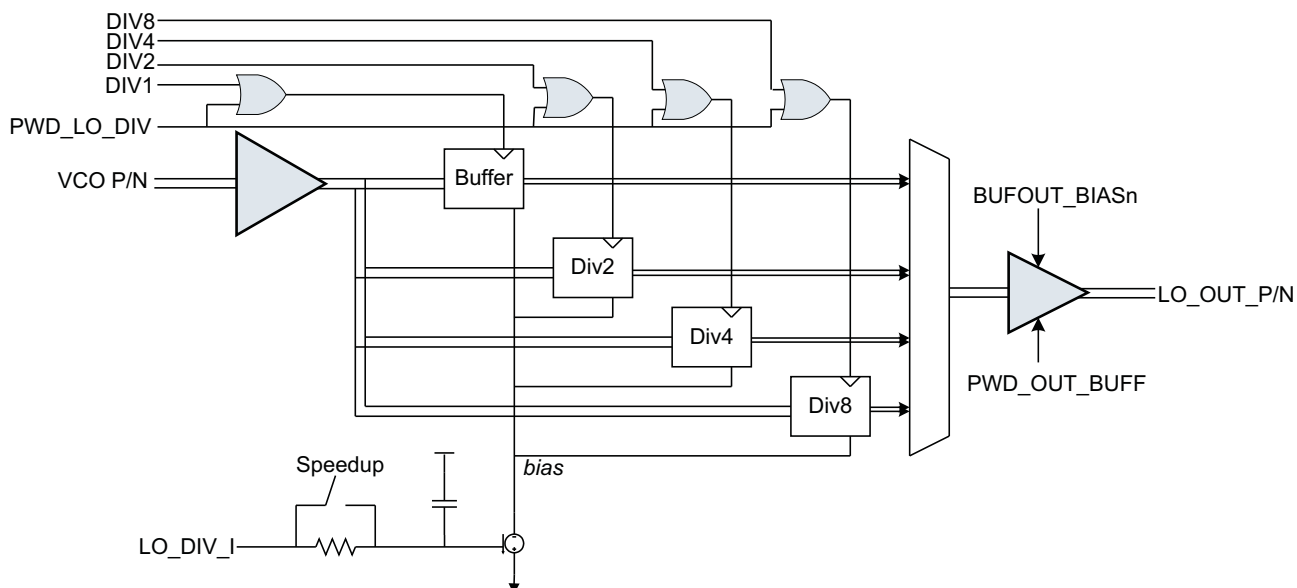 DIV8
DIV4
DIV2
DIV1
PWD_LO_DIV
VCO P/N
Buffer
BUFOUT_BIASn
Div2
LO_OUT_P/N
Div4
PWD_OUT_BUFF
Div8
bias
Speedup
LO_DIV_I